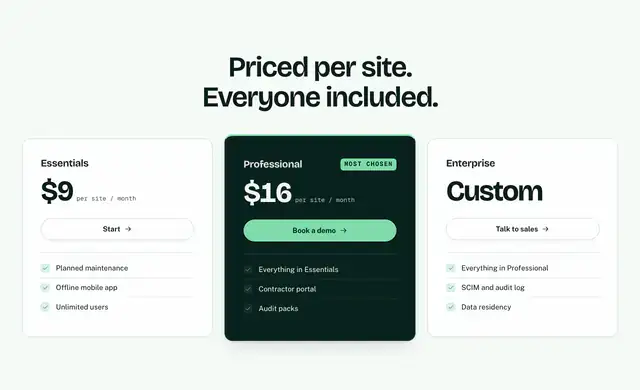 Priced per site.
Everyone included.
Essentials
$9 per site / month
Start →
Planned maintenance
Offline mobile app
Unlimited users
Professional
MOST CHOSEN
$16 per site / month
Book a demo →
Everything in Essentials
Contractor portal
Audit packs
Enterprise
Custom
Talk to sales →
Everything in Professional
SCIM and audit log
Data residency